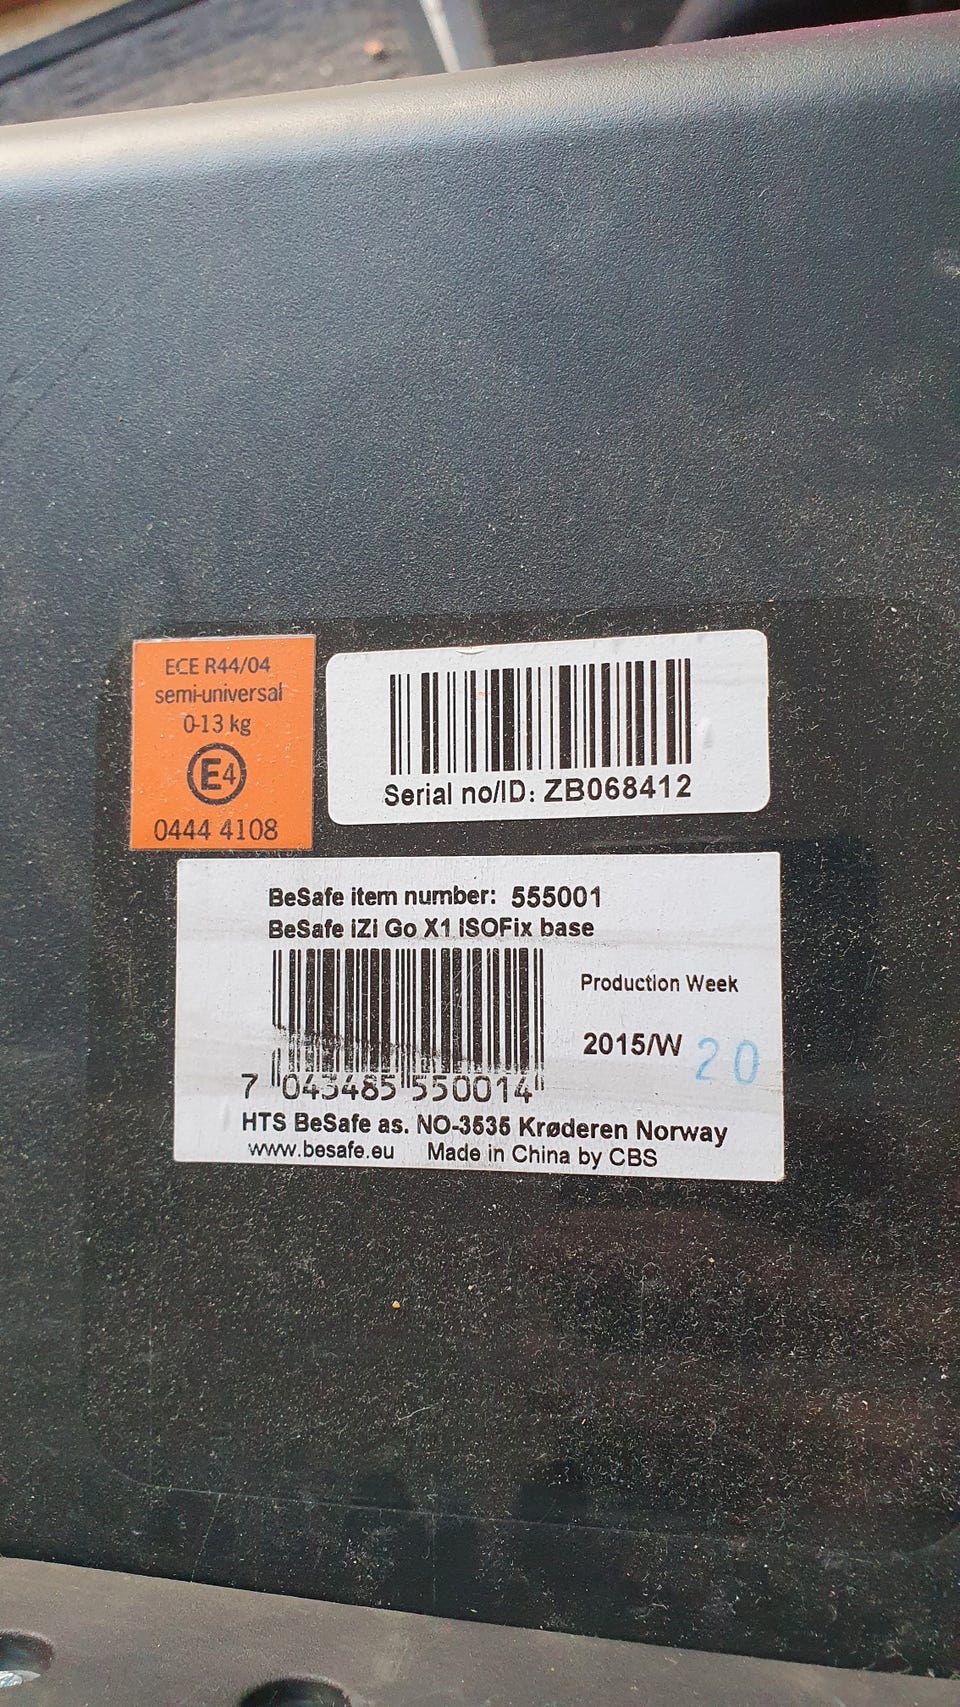 ECE R44/04
semi-universal
0-13 kg
E4
0444 4108
Serial no/ID: ZB068412
BeSafe item number: 555001
BeSafe iZi Go X1 ISOFix base
Production Week
2015/W 20
7 043485 550014
HTS BeSafe as. NO-3535 Krøderen Norway
www.besafe.eu Made in China by CBS